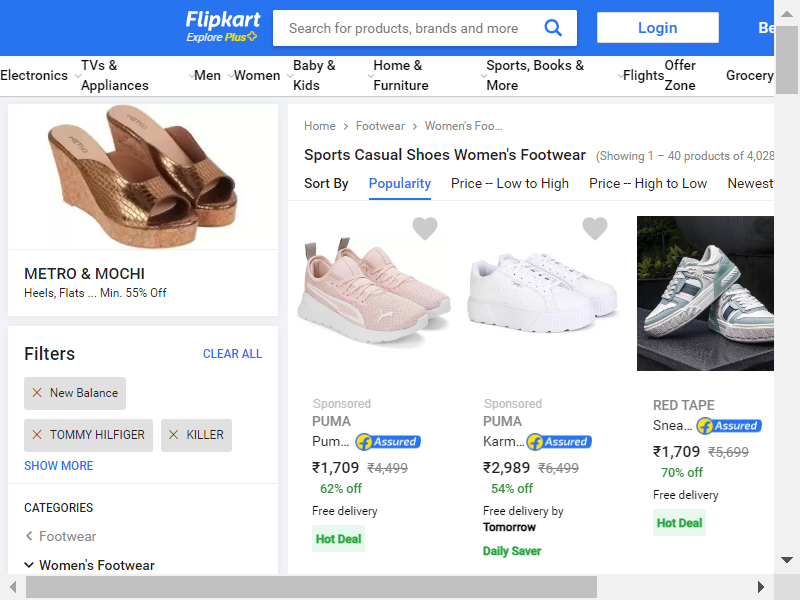 Flipkart
Explore Plus
Search for products, brands and more
Login
Be
Electronics
TVs & Appliances
Men
Women
Baby & Kids
Home & Furniture
Sports, Books & More
Flights
Offer Zone
Grocery
METRO & MOCHI
Heels, Flats ... Min. 55% Off
Filters
CLEAR ALL
New Balance
TOMMY HILFIGER
KILLER
SHOW MORE
CATEGORIES
Footwear
Women's Footwear
Home
Footwear
Women's Foo...
Sports Casual Shoes Women's Footwear (Showing 1 – 40 products of 4,028
Sort By
Popularity
Price -- Low to High
Price -- High to Low
Newest
Sponsored
PUMA
Pum... Assured
₹1,709 ₹4,499
62% off
Free delivery
Hot Deal
Sponsored
PUMA
Karm... Assured
₹2,989 ₹6,499
54% off
Free delivery by
Tomorrow
Daily Saver
RED TAPE
Snea... Assured
₹1,709 ₹5,699
70% off
Free delivery
Hot Deal